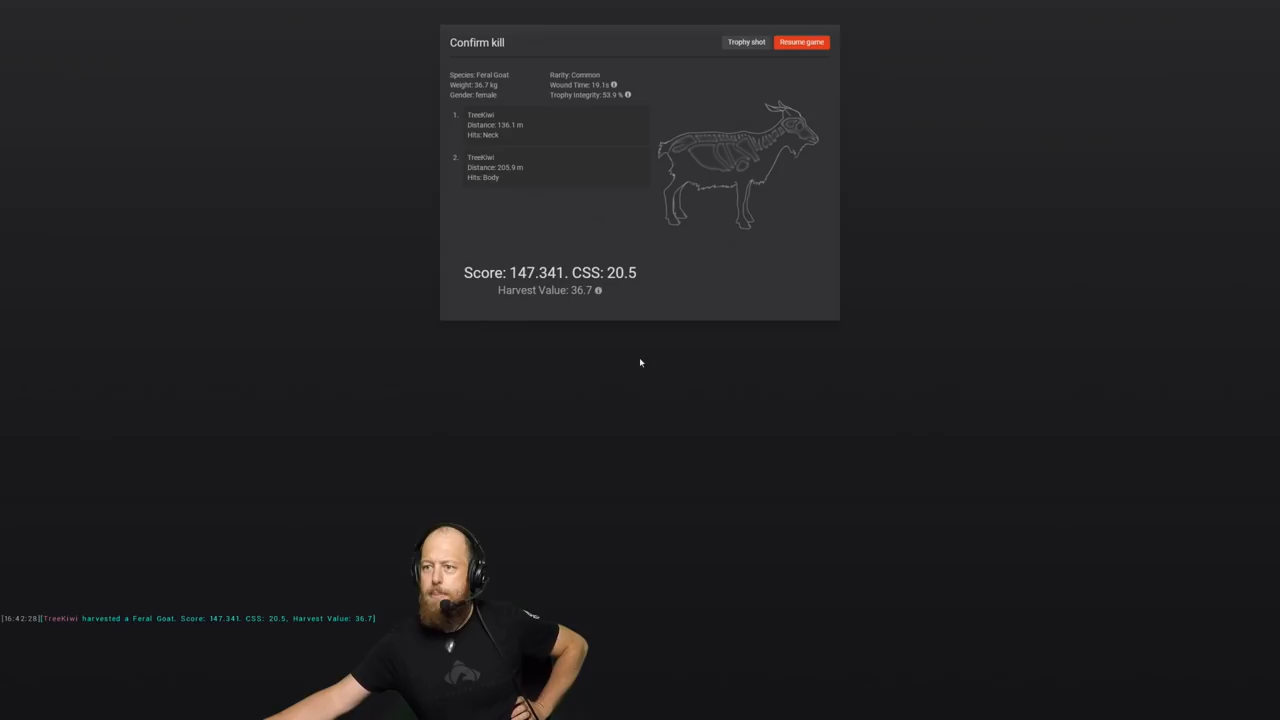 Confirm kill
Trophy shot
Resume game
Species: Feral Goat
Weight: 36.7 kg
Gender: female
Rarity: Common
Wound Time: 19.1s
Trophy Integrity: 53.9 %
1.
TreeKiwi
Distance: 136.1 m
Hits: Neck
2.
TreeKiwi
Distance: 205.9 m
Hits: Body
Score: 147.341. CSS: 20.5
Harvest Value: 36.7
[16:42:28][TreeKiwi harvested a Feral Goat. Score: 147.341. CSS: 20.5, Harvest Value: 36.7]